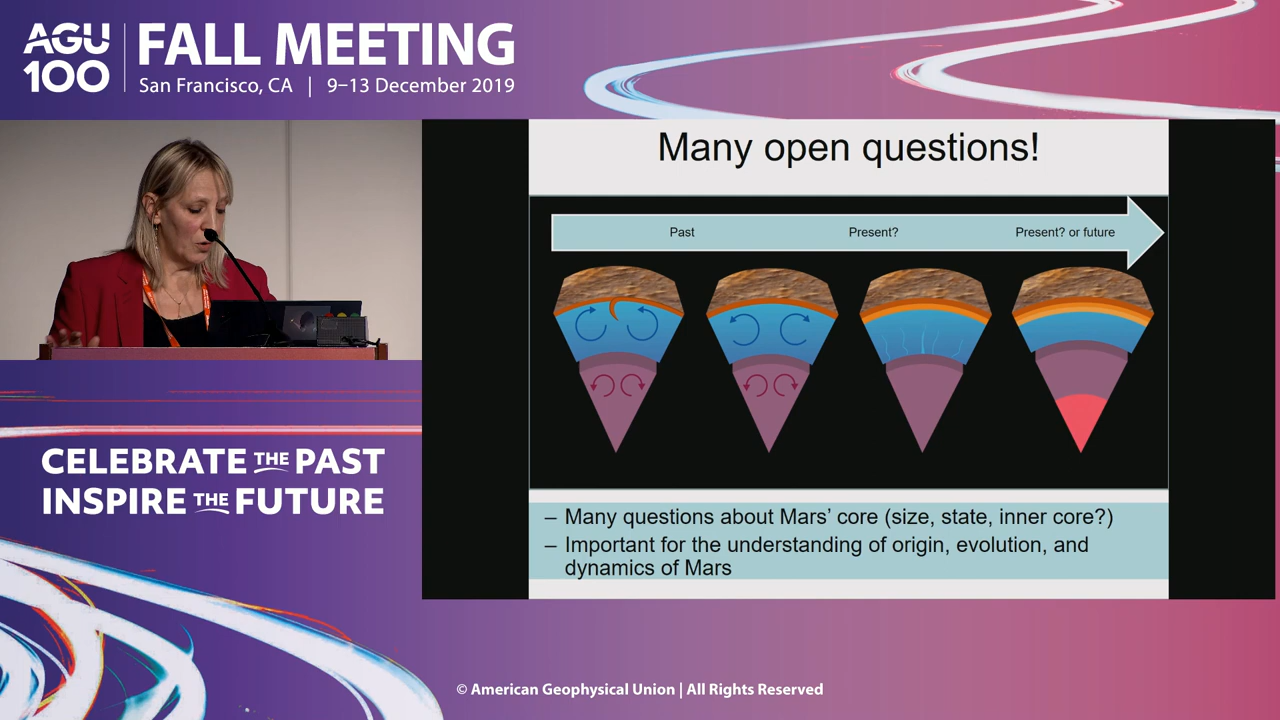 AGU
100
FALL MEETING
San Francisco, CA | 9–13 December 2019
Many open questions!
Past Present? Present? or future
– Many questions about Mars’ core (size, state, inner core?)
– Important for the understanding of origin, evolution, and
dynamics of Mars
CELEBRATE THE PAST
INSPIRE THE FUTURE
© American Geophysical Union | All Rights Reserved